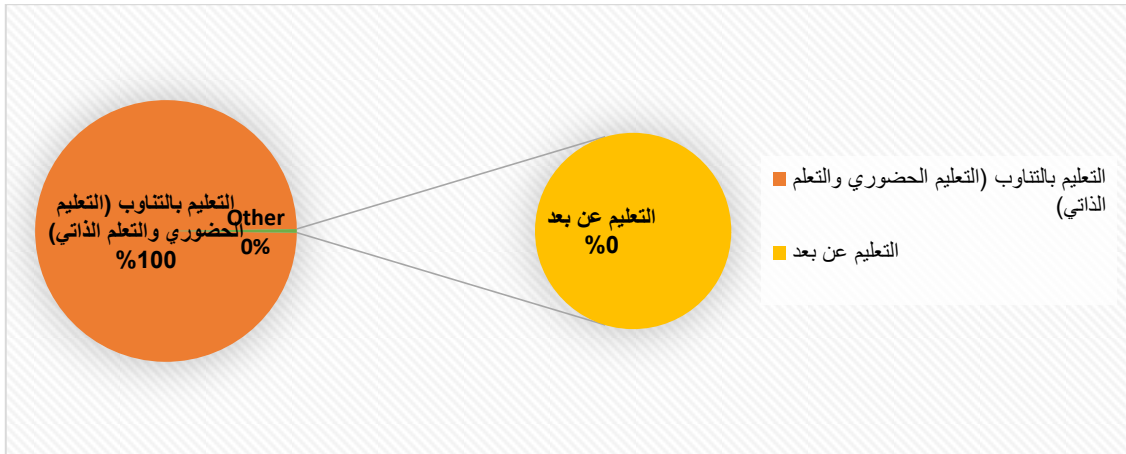 التعليم بالتناوب (التعليم
الحضوري والتعلم الذاتي)
%100
Other
0%
التعليم عن بعد
%0
التعليم بالتناوب (التعليم الحضوري والتعلم
الذاتي)
التعليم عن بعد